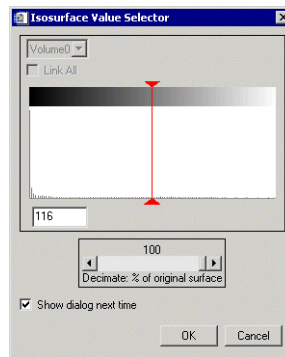 Isosurface Value Selector
Volume0
Link All
116
100
Decimate: % of original surface
Show dialog next time
OK
Cancel